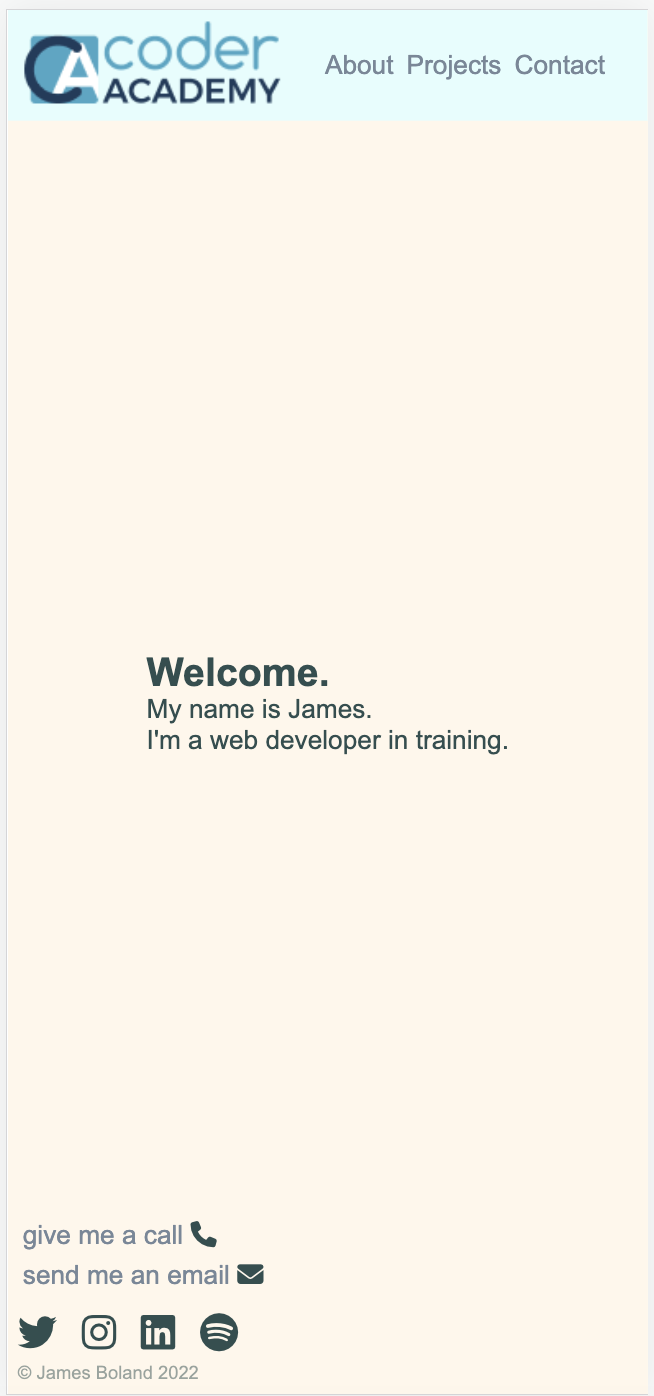 CA coder
ACADEMY
About Projects Contact
Welcome.
My name is James.
I'm a web developer in training.
give me a call
send me an email
© James Boland 2022